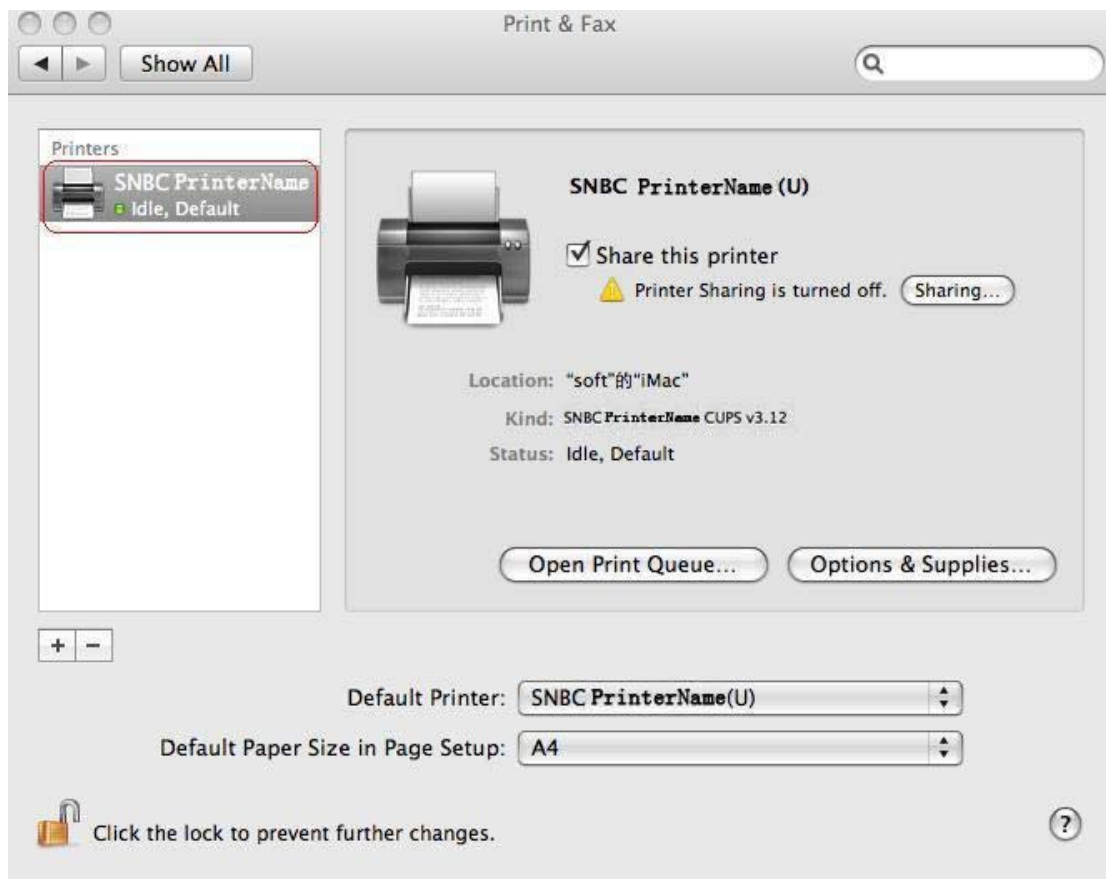 Print & Fax
Show All
Printers
SNBC PrinterName
Idle, Default
SNBC PrinterName (U)
Share this printer
Printer Sharing is turned off. Sharing...
Location: “soft”的“iMac”
Kind: SNBC PrinterName CUPS v3.12
Status: Idle, Default
Open Print Queue... Options & Supplies...
+ −
Default Printer: SNBC PrinterName(U)
Default Paper Size in Page Setup: A4
Click the lock to prevent further changes.
?